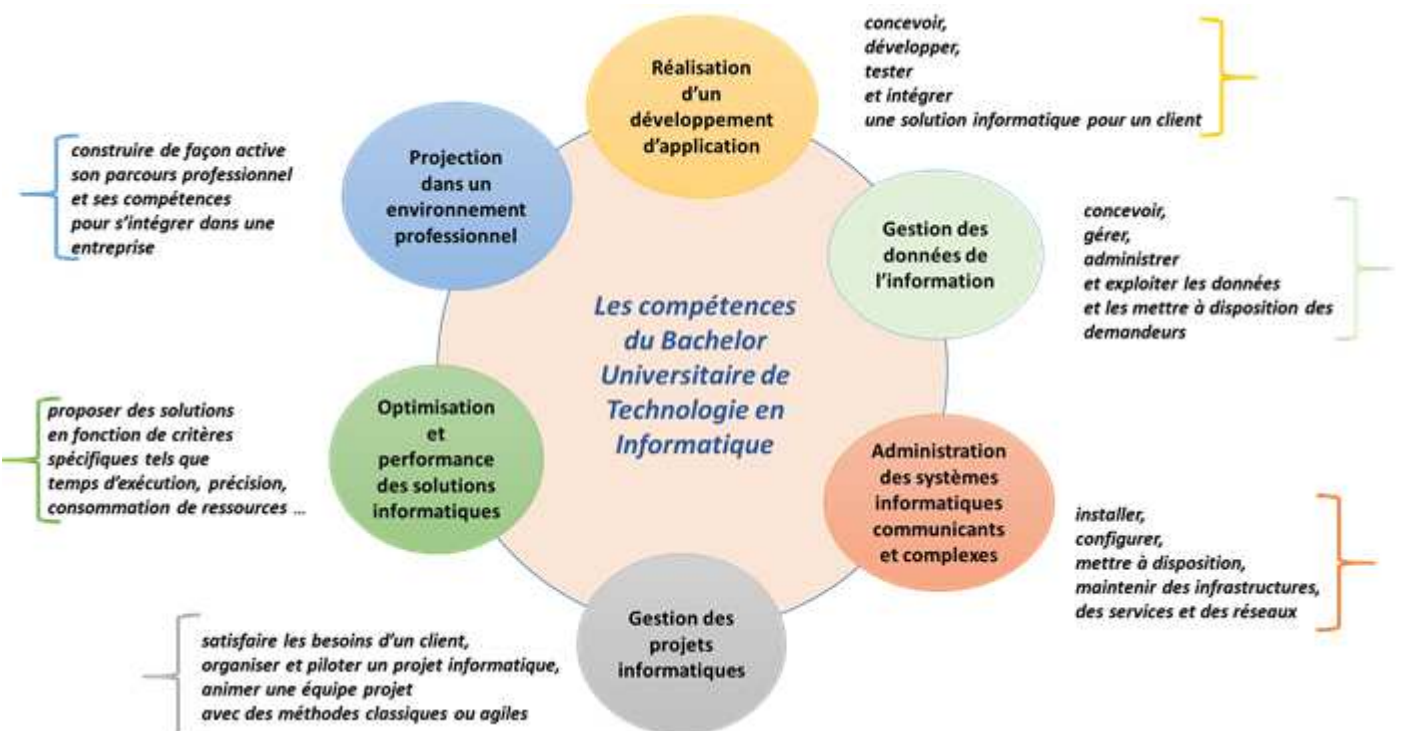 Réalisation
d'un
développement
d'application
concevoir,
développer,
tester
et intégrer
une solution informatique pour un client
Gestion des
données de
l'information
concevoir,
gérer,
administrer
et exploiter les données
et les mettre à disposition des
demandeurs
Administration
des systèmes
informatiques
communicants
et complexes
installer,
configurer,
mettre à disposition,
maintenir des infrastructures,
des services et des réseaux
Gestion des
projets
informatiques
satisfaire les besoins d'un client,
organiser et piloter un projet informatique,
animer une équipe projet
avec des méthodes classiques ou agiles
Optimisation
et
performance
des solutions
informatiques
proposer des solutions
en fonction de critères
spécifiques tels que
temps d'exécution, précision,
consommation de ressources ...
Projection
dans un
environnement
professionnel
construire de façon active
son parcours professionnel
et ses compétences
pour s'intégrer dans une
entreprise
Les compétences
du Bachelor
Universitaire de
Technologie en
Informatique